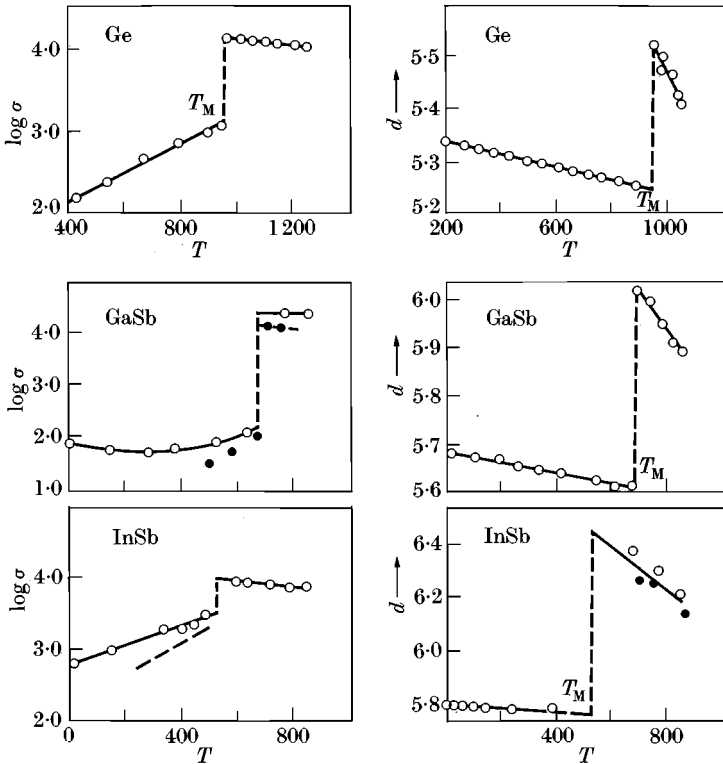 Ge
4·0
3·0
2·0
log σ
T_M
400
800
1200
T
Ge
5·5
5·4
5·3
5·2
d →
T_M
200
600
1000
T
GaSb
4·0
3·0
2·0
1·0
log σ
GaSb
6·0
5·9
5·8
5·7
5·6
d →
T_M
InSb
4·0
3·0
2·0
log σ
0
400
800
T
InSb
6·4
6·2
6·0
5·8
d →
T_M
0
400
800
T